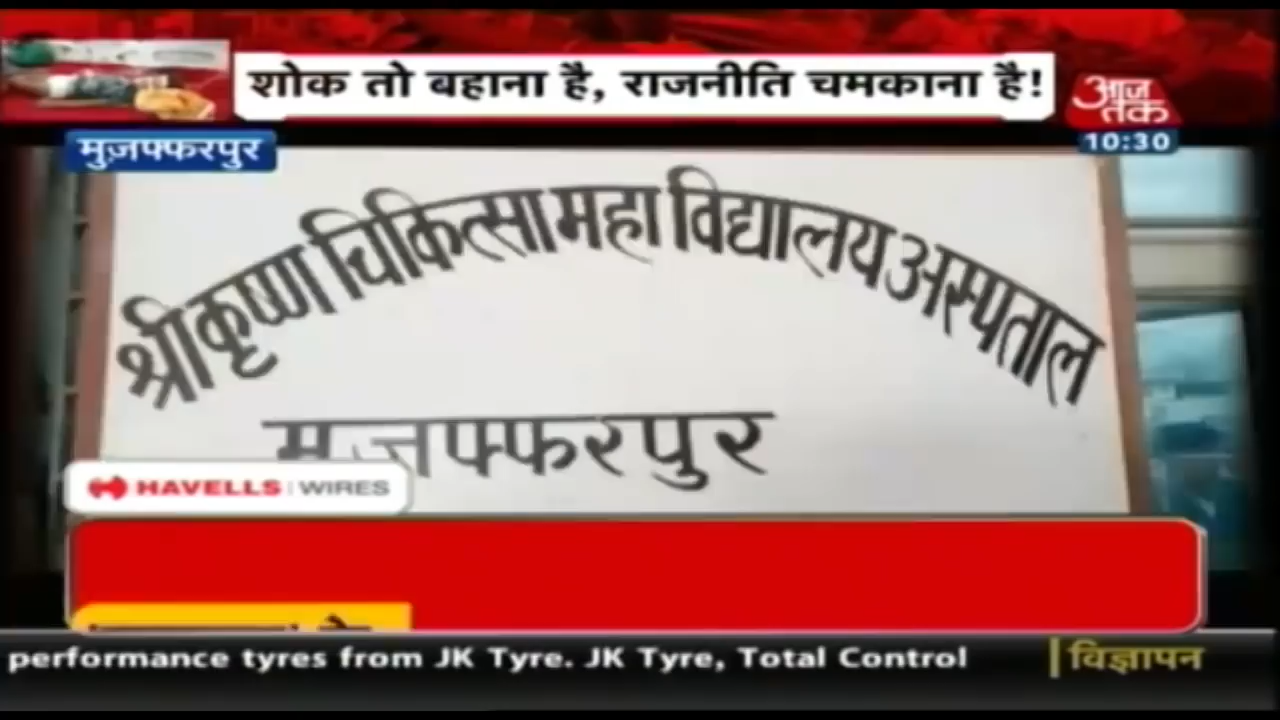 शोक तो बहाना है, राजनीति चमकाना है!
आज तक
10:30
मुज़फ्फरपुर
श्रीकृष्ण चिकित्सा महा विद्यालय अस्पताल
मुजफ्फरपुर
HAVELLS WIRES
performance tyres from JK Tyre. JK Tyre, Total Control
विज्ञापन